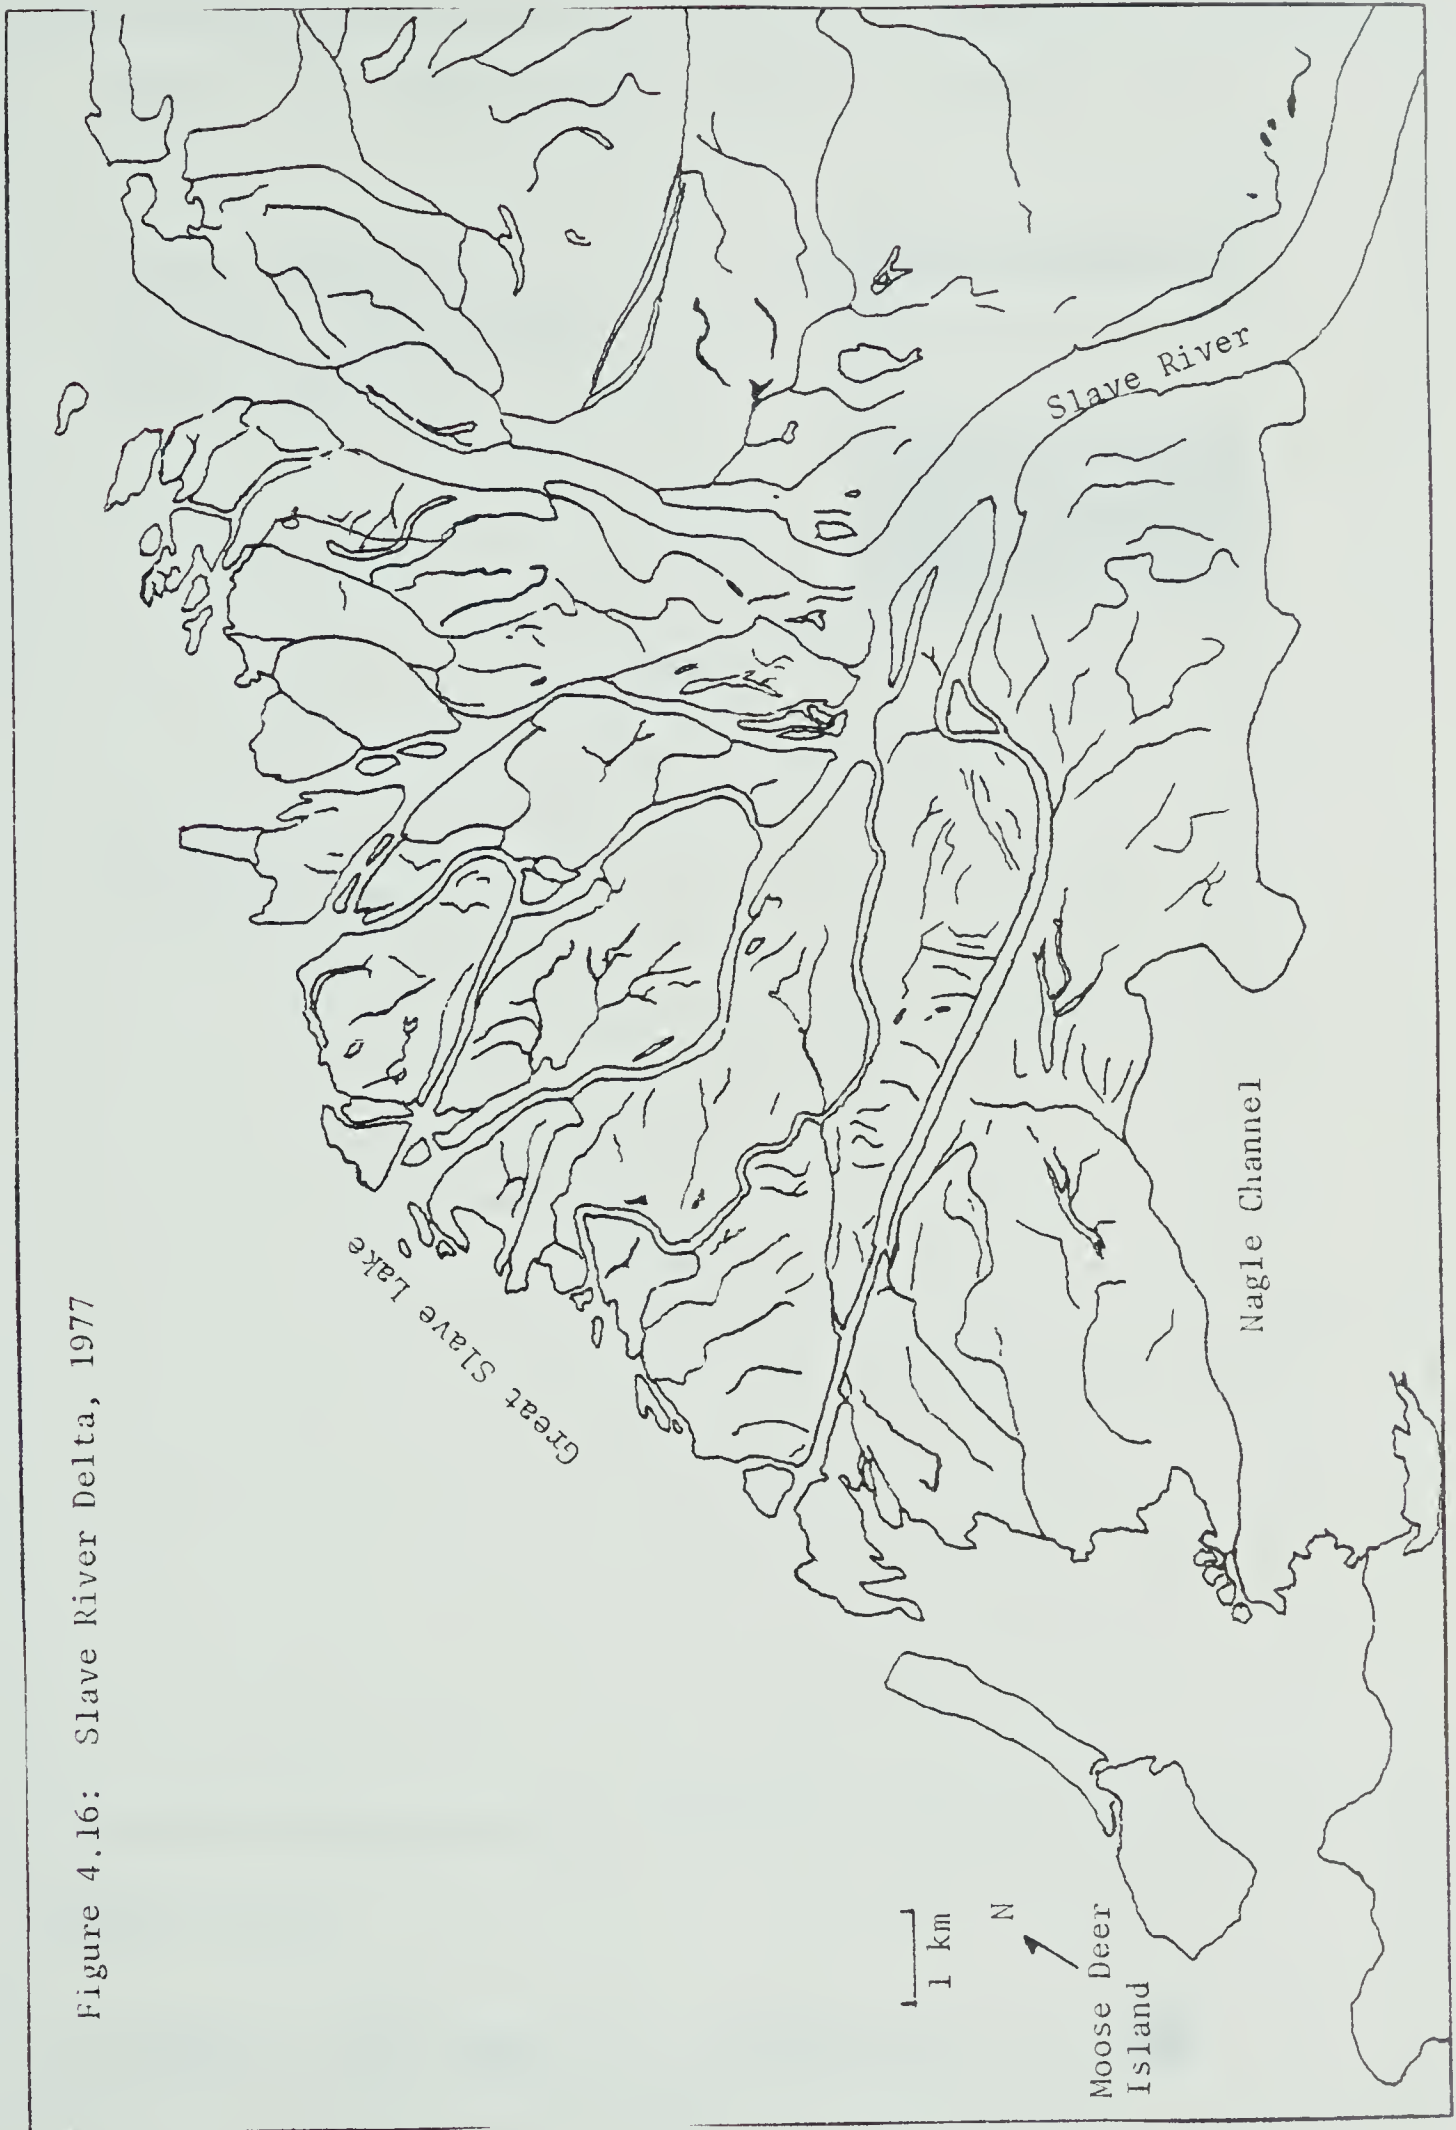 Figure 4.16: Slave River Delta, 1977
Great Slave Lake
Slave River
Nagle Channel
1 km
N
Moose Deer
Island